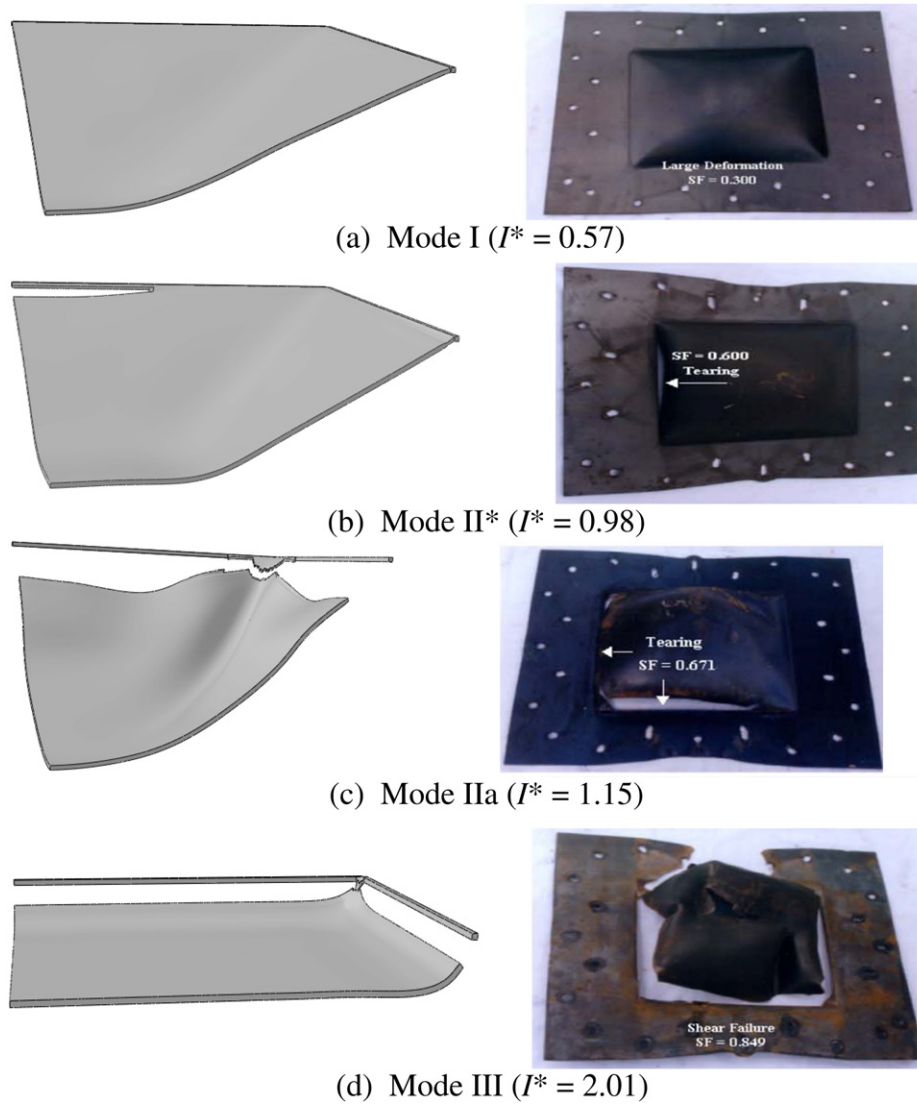 Large Deformation
SF = 0.300
(a) Mode I (I* = 0.57)
SF = 0.600
Tearing
(b) Mode II* (I* = 0.98)
Tearing
SF = 0.671
(c) Mode IIa (I* = 1.15)
Shear Failure
SF = 0.849
(d) Mode III (I* = 2.01)